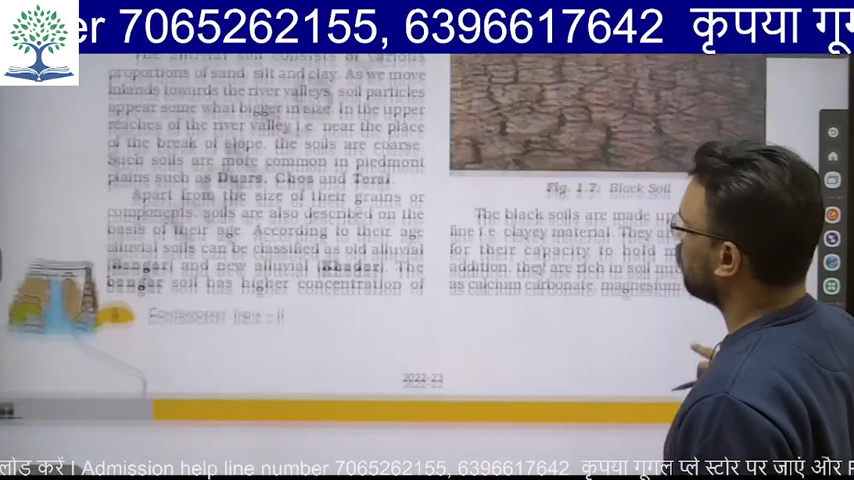 er 7065262155, 6396617642 कृपया गूग
The alluvial soil consists of various
proportions of sand, silt and clay. As we move
inlands towards the river valleys, soil particles
appear some what bigger in size. In the upper
reaches of the river valley i.e. near the place
of the break of slope, the soils are coarse.
Such soils are more common in piedmont
plains such as Duars, Chos and Terai.
Apart from the size of their grains or
components, soils are also described on the
basis of their age. According to their age
alluvial soils can be classified as old alluvial
(Bangar) and new alluvial (Khadar). The
bangar soil has higher concentration of
Fig. 1.7: Black Soil
The black soils are made up
fine i.e. clayey material. They ar
for their capacity to hold m
addition, they are rich in soil nu
as calcium carbonate, magnesium
CONTEMPORARY INDIA – II
2022-23
लोड करें । Admission help line number 7065262155, 6396617642 कृपया गूगल प्ले स्टोर पर जाएं और P